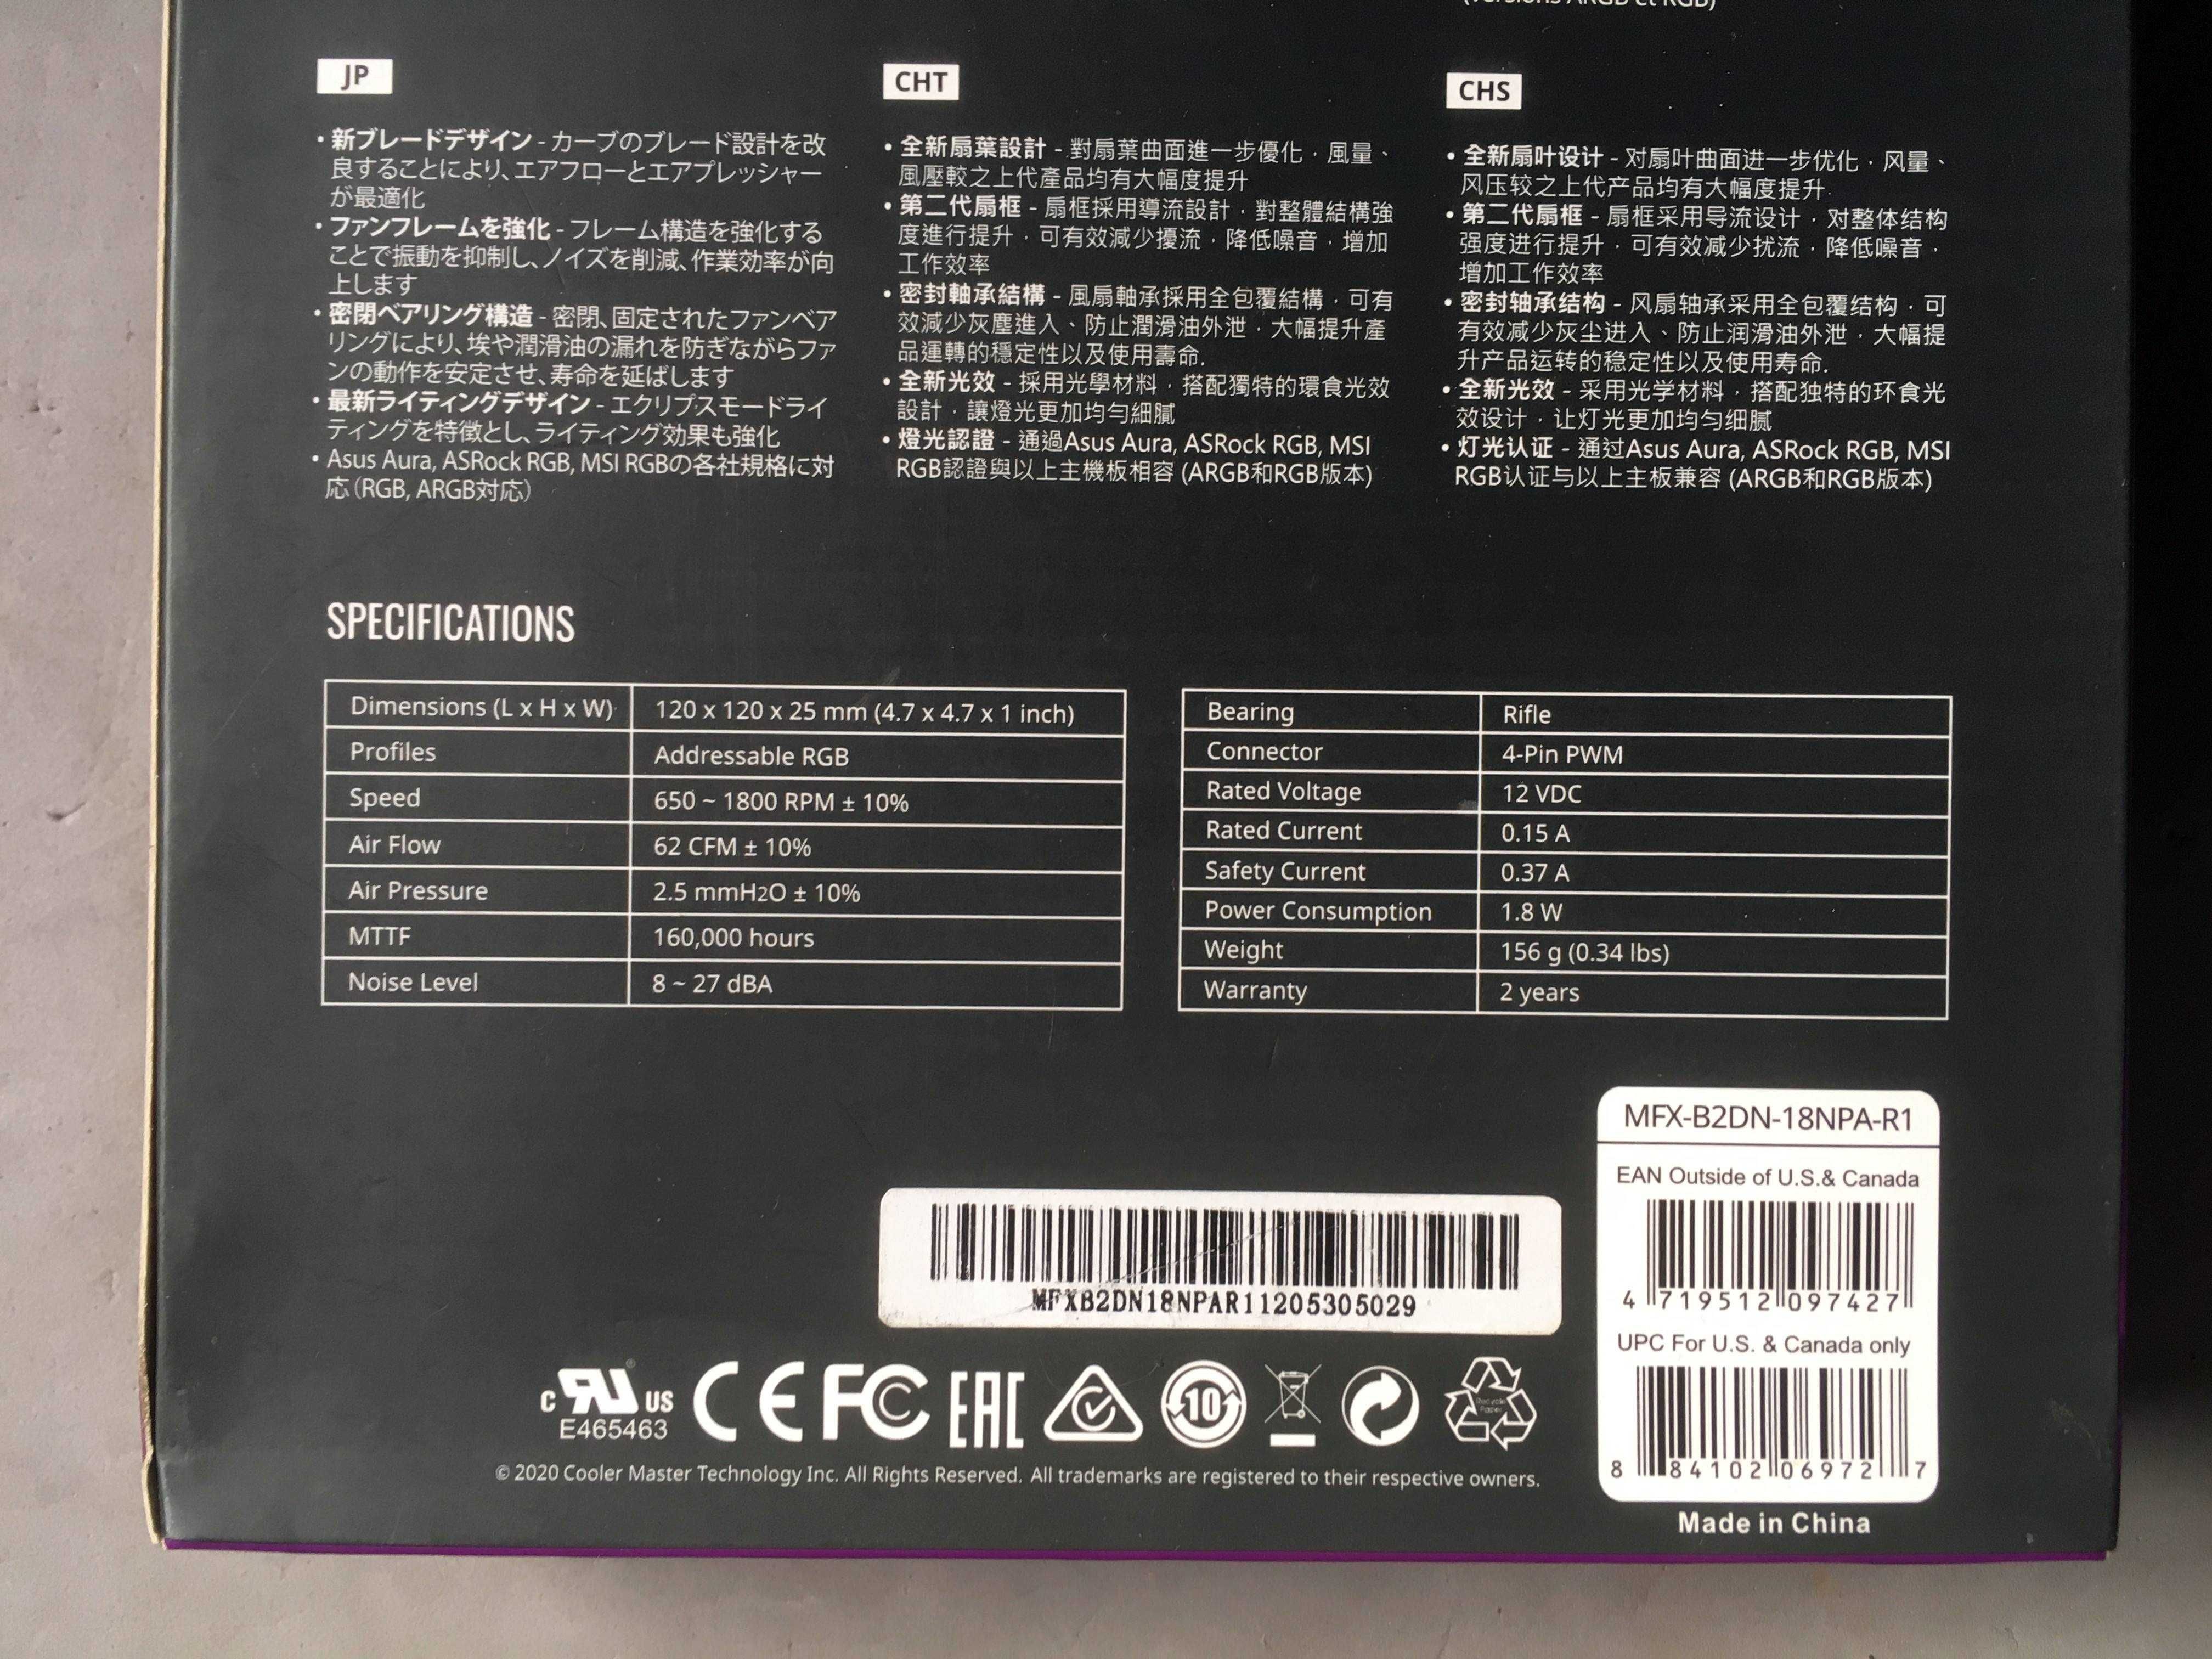 (versions ARGB et RGB)
JP
・新ブレードデザイン - カーブのブレード設計を改
良することにより、エアフローとエアプレッシャー
が最適化
・ファンフレームを強化 - フレーム構造を強化する
ことで振動を抑制し、ノイズを削減、作業効率が向
上します
・密閉ベアリング構造 - 密閉、固定されたファンベア
リングにより、埃や潤滑油の漏れを防ぎながらファ
ンの動作を安定させ、寿命を延ばします
・最新ライティングデザイン - エクリプスモードライ
ティングを特徴とし、ライティング効果も強化
・Asus Aura, ASRock RGB, MSI RGBの各社規格に対
応（RGB, ARGB対応）
CHT
• 全新扇葉設計 - 對扇葉曲面進一步優化，風量、
風壓較之上代產品均有大幅度提升
• 第二代扇框 - 扇框採用導流設計，對整體結構強
度進行提升，可有效減少擾流，降低噪音，增加
工作效率
• 密封軸承結構 - 風扇軸承採用全包覆結構，可有
效減少灰塵進入、防止潤滑油外泄，大幅提升產
品運轉的穩定性以及使用壽命.
• 全新光效 - 採用光學材料，搭配獨特的環食光效
設計，讓燈光更加均勻細膩
• 燈光認證 - 通過Asus Aura, ASRock RGB, MSI
RGB認證與以上主機板相容 (ARGB和RGB版本)
CHS
• 全新扇叶设计 - 对扇叶曲面进一步优化，风量、
风压较之上代产品均有大幅度提升.
• 第二代扇框 - 扇框采用导流设计，对整体结构
强度进行提升，可有效减少扰流，降低噪音，
增加工作效率
• 密封轴承结构 - 风扇轴承采用全包覆结构，可
有效减少灰尘进入、防止润滑油外泄，大幅提
升产品运转的稳定性以及使用寿命.
• 全新光效 - 采用光学材料，搭配独特的环食光
效设计，让灯光更加均匀细腻
• 灯光认证 - 通过Asus Aura, ASRock RGB, MSI
RGB认证与以上主板兼容 (ARGB和RGB版本)
SPECIFICATIONS
Dimensions (L x H x W) 120 x 120 x 25 mm (4.7 x 4.7 x 1 inch)
Profiles Addressable RGB
Speed 650 ~ 1800 RPM ± 10%
Air Flow 62 CFM ± 10%
Air Pressure 2.5 mmH2O ± 10%
MTTF 160,000 hours
Noise Level 8 ~ 27 dBA
Bearing Rifle
Connector 4-Pin PWM
Rated Voltage 12 VDC
Rated Current 0.15 A
Safety Current 0.37 A
Power Consumption 1.8 W
Weight 156 g (0.34 lbs)
Warranty 2 years
MFX-B2DN-18NPA-R1
EAN Outside of U.S.& Canada
4 719512 097427
UPC For U.S. & Canada only
8 84102 06972 7
Made in China
MFXB2DN18NPAR11205305029
c RU US
E465463
CE FC EAC 10
© 2020 Cooler Master Technology Inc. All Rights Reserved. All trademarks are registered to their respective owners.